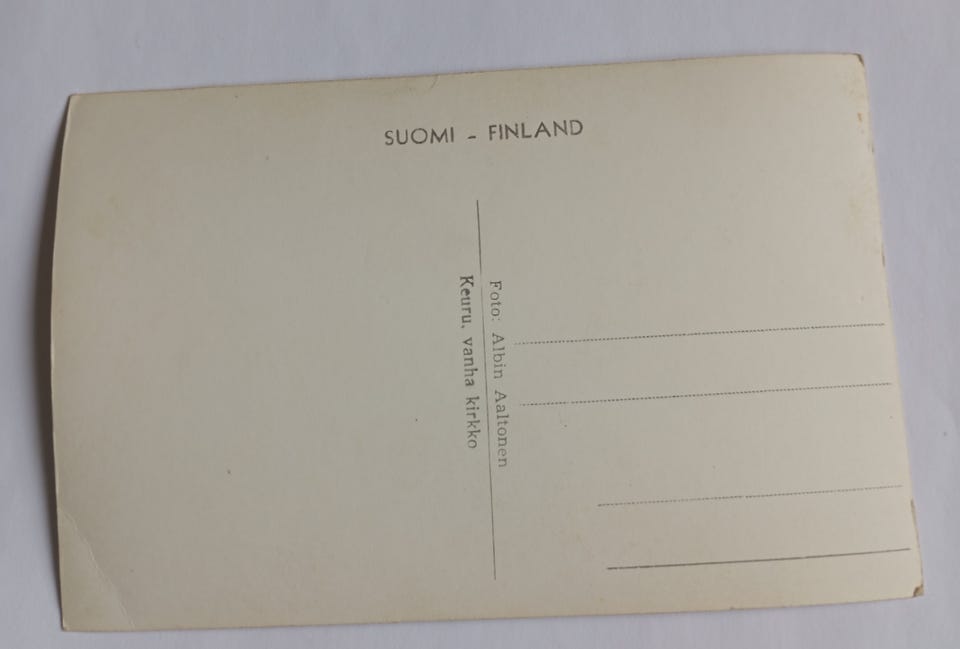 SUOMI - FINLAND
Foto: Albin Aaltonen
Keuru, vanha kirkko